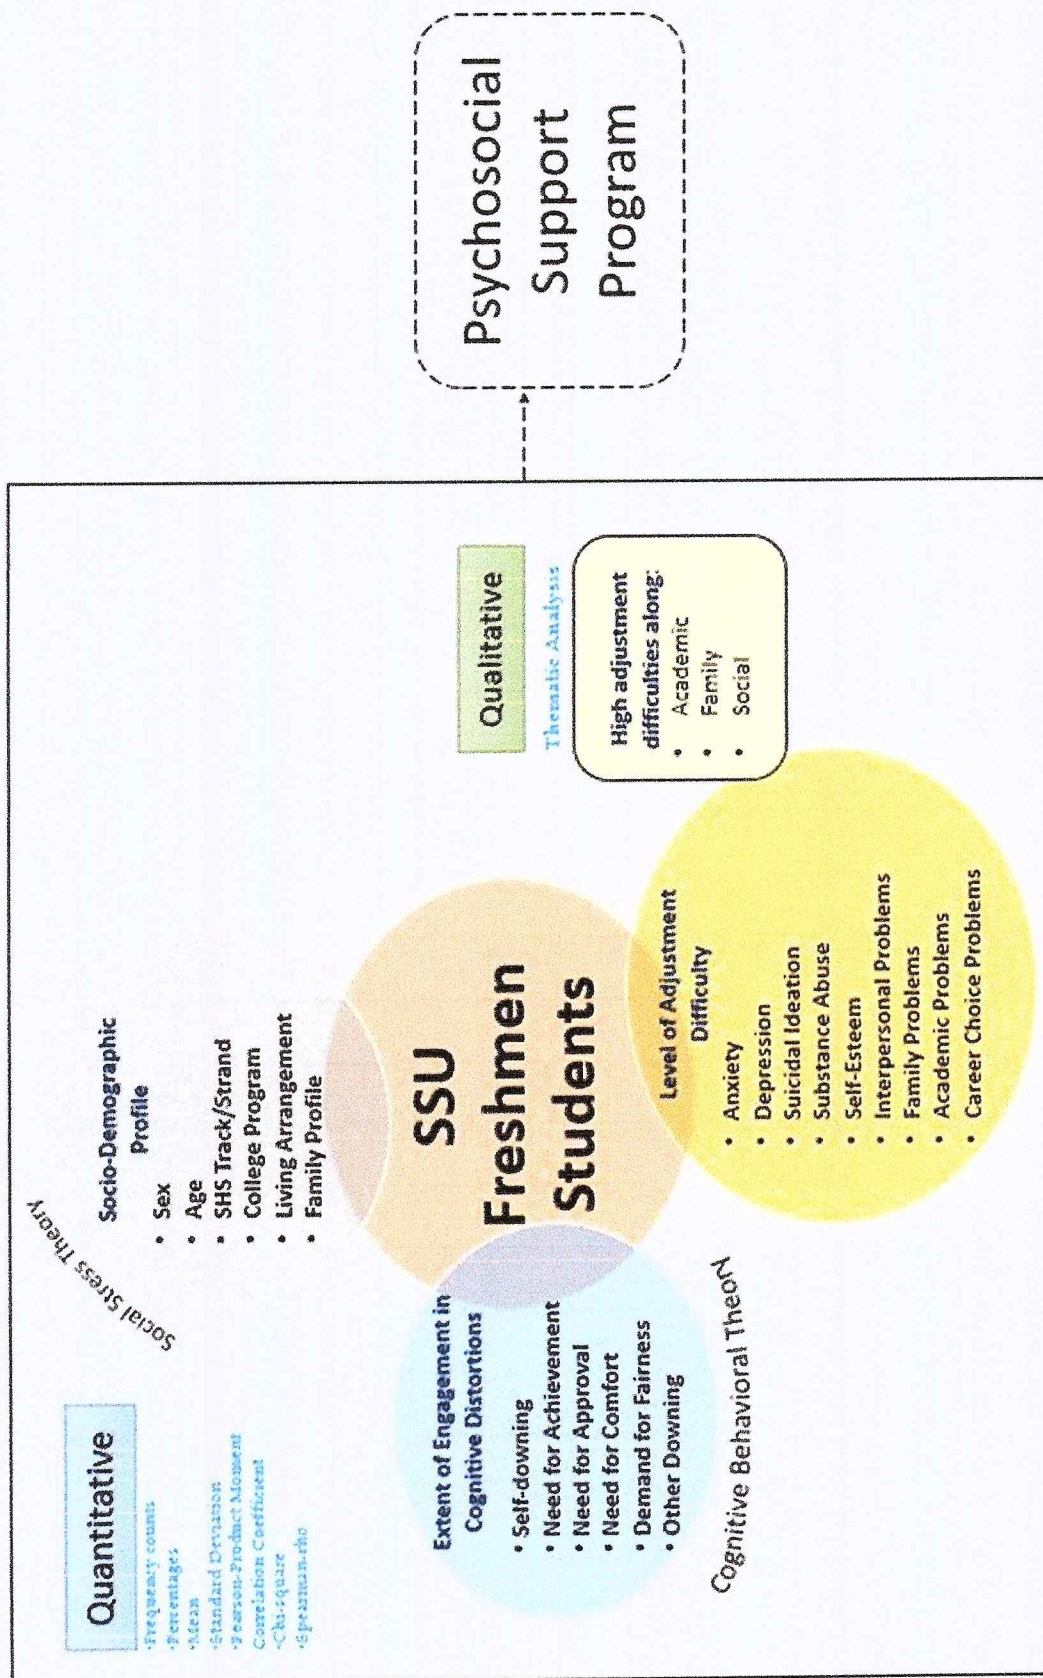 Quantitative
•Frequency counts
•Percentages
•Mean
•Standard Deviation
•Pearson-Product Moment
Correlation Coefficient
•Chi-square
•Spearman rho
Social Stress Theory
Socio-Demographic
Profile
• Sex
• Age
• SHS Track/Strand
• College Program
• Living Arrangement
• Family Profile
SSU
Freshmen
Students
Extent of Engagement in
Cognitive Distortions
• Self-downing
• Need for Achievement
• Need for Approval
• Need for Comfort
• Demand for Fairness
• Other Downing
Cognitive Behavioral Theory
Level of Adjustment
Difficulty
• Anxiety
• Depression
• Suicidal Ideation
• Substance Abuse
• Self-Esteem
• Interpersonal Problems
• Family Problems
• Academic Problems
• Career Choice Problems
Qualitative
Thematic Analysis
High adjustment
difficulties along:
• Academic
• Family
• Social
Psychosocial
Support
Program